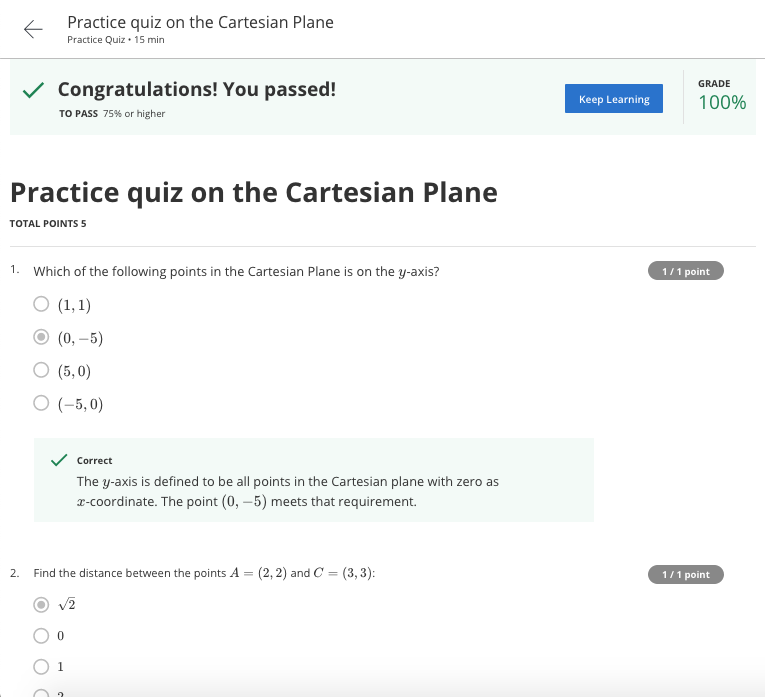 Practice quiz on the Cartesian Plane
Practice Quiz • 15 min
Congratulations! You passed!
TO PASS 75% or higher
Keep Learning
GRADE
100%
Practice quiz on the Cartesian Plane
TOTAL POINTS 5
1. Which of the following points in the Cartesian Plane is on the y-axis?
1 / 1 point
(1, 1)
(0, −5)
(5, 0)
(−5, 0)
Correct
The y-axis is defined to be all points in the Cartesian plane with zero as
x-coordinate. The point (0, −5) meets that requirement.
2. Find the distance between the points A = (2, 2) and C = (3, 3):
1 / 1 point
√2
0
1